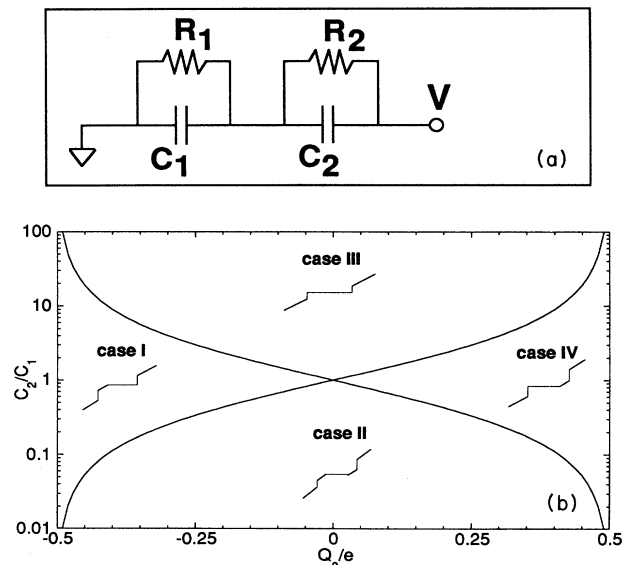 R1 R2
V
C1 C2
(a)
100
case III
10
case I
case IV
C2/C1
1
case II
0.1
(b)
0.01
-0.5 -0.25 0 0.25 0.5
Q0/e